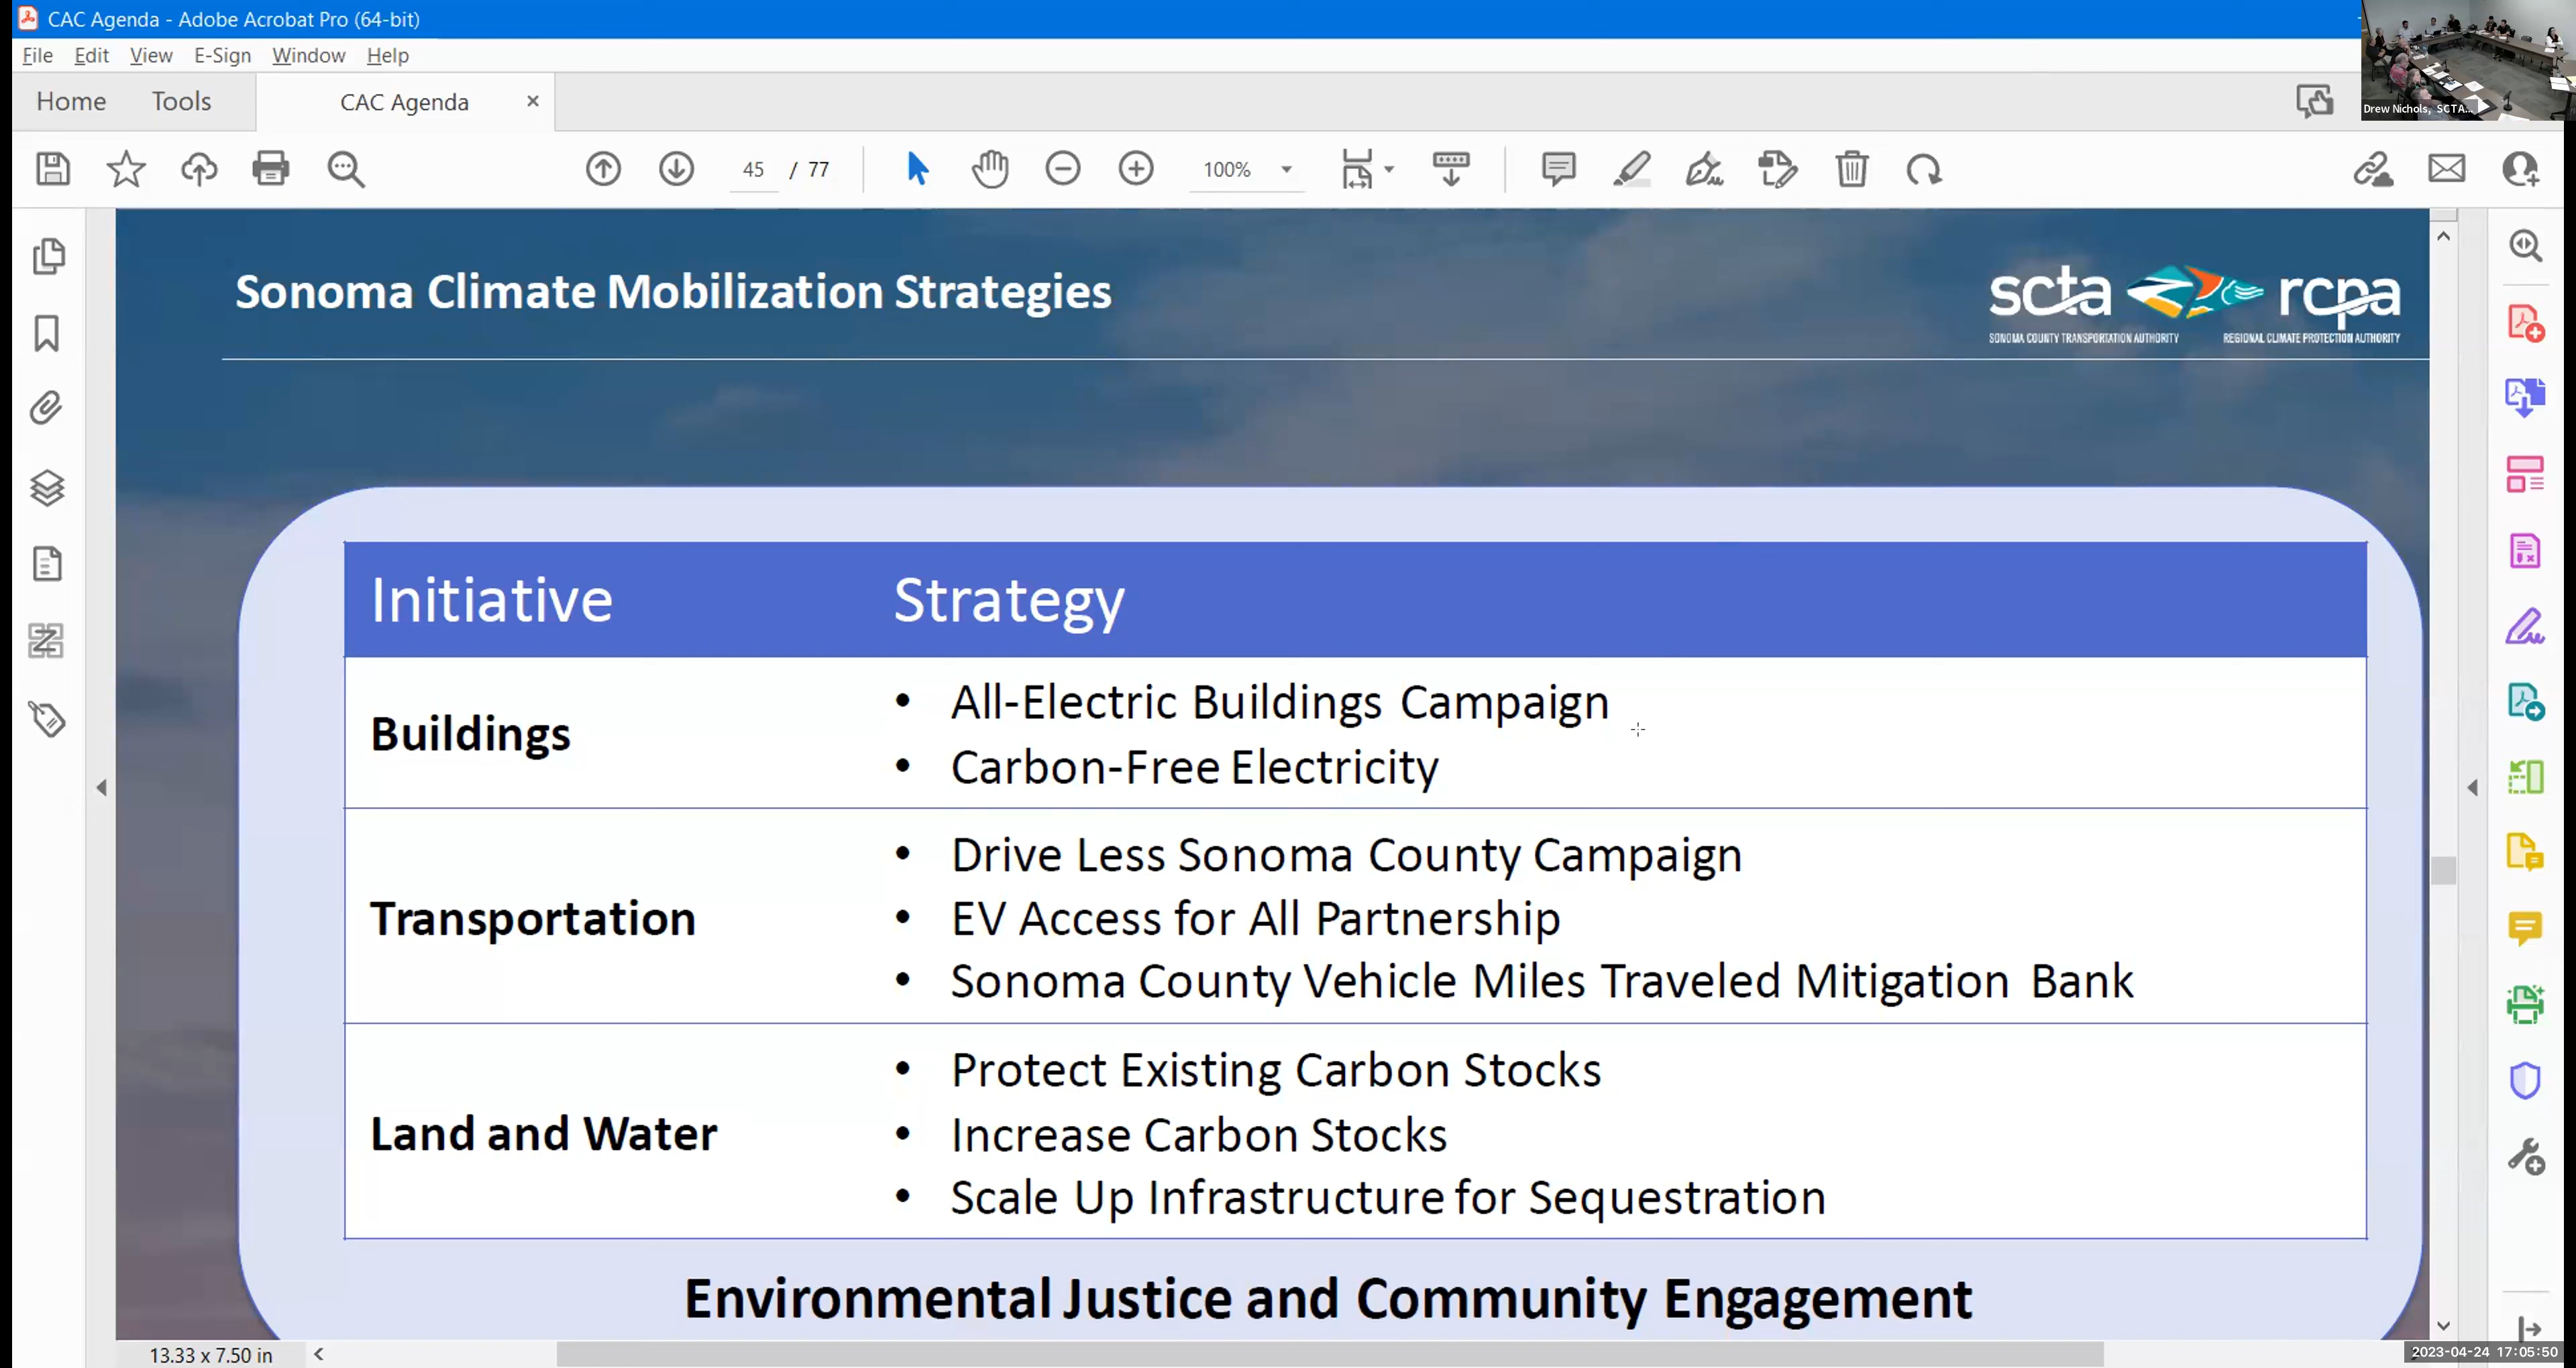 CAC Agenda - Adobe Acrobat Pro (64-bit)
File Edit View E-Sign Window Help
Home Tools CAC Agenda ×
Drew Nichols, SCTA...
45 / 77 100%
Sonoma Climate Mobilization Strategies
scta rcpa
SONOMA COUNTY TRANSPORTATION AUTHORITY REGIONAL CLIMATE PROTECTION AUTHORITY
Initiative Strategy
Buildings
• All-Electric Buildings Campaign
• Carbon-Free Electricity
Transportation
• Drive Less Sonoma County Campaign
• EV Access for All Partnership
• Sonoma County Vehicle Miles Traveled Mitigation Bank
Land and Water
• Protect Existing Carbon Stocks
• Increase Carbon Stocks
• Scale Up Infrastructure for Sequestration
Environmental Justice and Community Engagement
13.33 x 7.50 in
2023-04-24 17:05:50